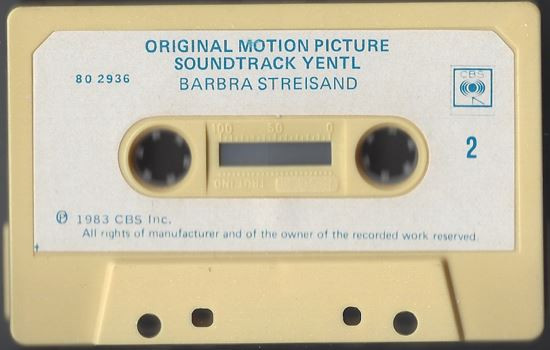 ORIGINAL MOTION PICTURE
SOUNDTRACK YENTL
80 2936
BARBRA STREISAND
CBS
100 50 0
2
℗ 1983 CBS Inc.
All rights of manufacturer and of the owner of the recorded work reserved.